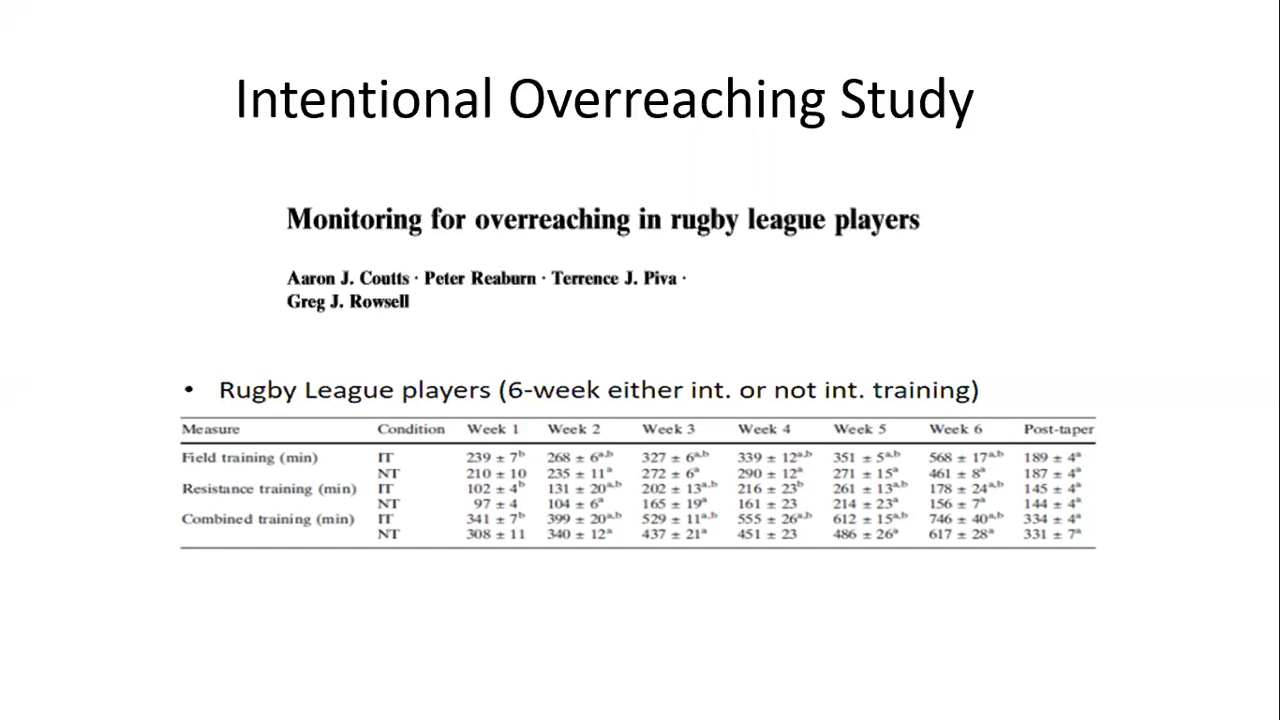 Intentional Overreaching Study
Monitoring for overreaching in rugby league players
Aaron J. Coutts · Peter Reaburn · Terrence J. Piva ·
Greg J. Rowsell
• Rugby League players (6-week either int. or not int. training)
Measure Condition Week 1 Week 2 Week 3 Week 4 Week 5 Week 6 Post-taper
Field training (min) IT 239 ± 7ᵇ 268 ± 6ᵃ,ᵇ 327 ± 6ᵃ,ᵇ 339 ± 12ᵃ,ᵇ 351 ± 5ᵃ,ᵇ 568 ± 17ᵃ,ᵇ 189 ± 4ᵃ
NT 210 ± 10 235 ± 11ᵃ 272 ± 6ᵃ 290 ± 12ᵃ 271 ± 15ᵃ 461 ± 8ᵃ 187 ± 4ᵃ
Resistance training (min) IT 102 ± 4ᵇ 131 ± 20ᵃ,ᵇ 202 ± 13ᵃ,ᵇ 216 ± 23ᵇ 261 ± 13ᵃ,ᵇ 178 ± 24ᵃ,ᵇ 145 ± 4ᵃ
NT 97 ± 4 104 ± 6ᵃ 165 ± 19ᵃ 161 ± 23 214 ± 23ᵃ 156 ± 7ᵃ 144 ± 4ᵃ
Combined training (min) IT 341 ± 7ᵇ 399 ± 20ᵃ,ᵇ 529 ± 11ᵃ,ᵇ 555 ± 26ᵃ,ᵇ 612 ± 15ᵃ,ᵇ 746 ± 40ᵃ,ᵇ 334 ± 4ᵃ
NT 308 ± 11 340 ± 12ᵃ 437 ± 21ᵃ 451 ± 23 486 ± 26ᵃ 617 ± 28ᵃ 331 ± 7ᵃ